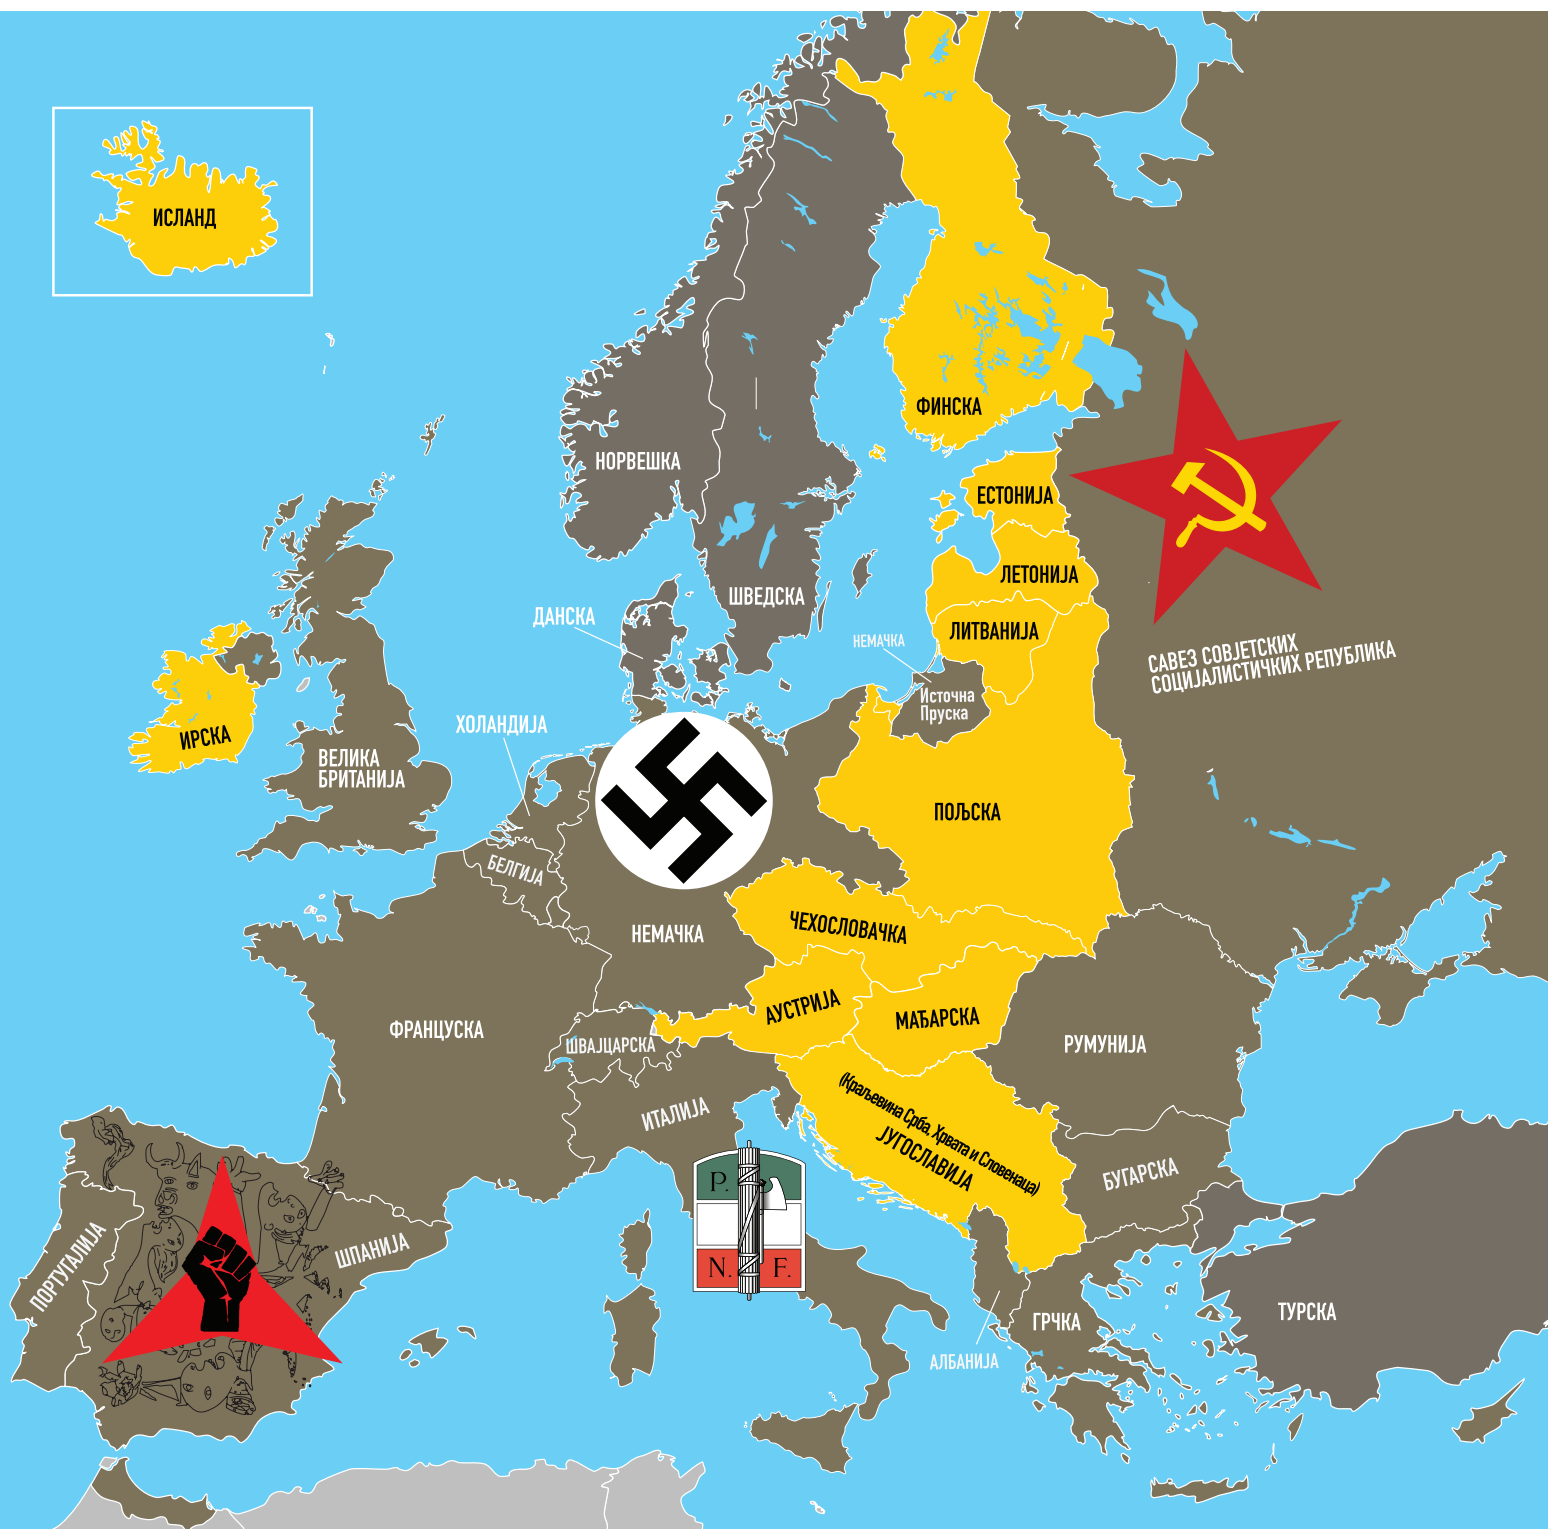 ИСЛАНД
ФИНСКА
НОРВЕШКА
ЕСТОНИЈА
ЛЕТОНИЈА
ШВЕДСКА
ДАНСКА
ЛИТВАНИЈА
НЕМАЧКА
САВЕЗ СОВЈЕТСКИХ
СОЦИЈАЛИСТИЧКИХ РЕПУБЛИКА
Источна
Пруска
ХОЛАНДИЈА
ИРСКА
ВЕЛИКА
БРИТАНИЈА
ПОЉСКА
БЕЛГИЈА
НЕМАЧКА
ЧЕХОСЛОВАЧКА
АУСТРИЈА
МАЂАРСКА
ФРАНЦУСКА
ШВАЈЦАРСКА
РУМУНИЈА
ИТАЛИЈА
(Краљевина Срба, Хрвата и Словенаца)
ЈУГОСЛАВИЈА
БУГАРСКА
P.
N. F.
ПОРТУГАЛИЈА
ШПАНИЈА
ГРЧКА
ТУРСКА
АЛБАНИЈА